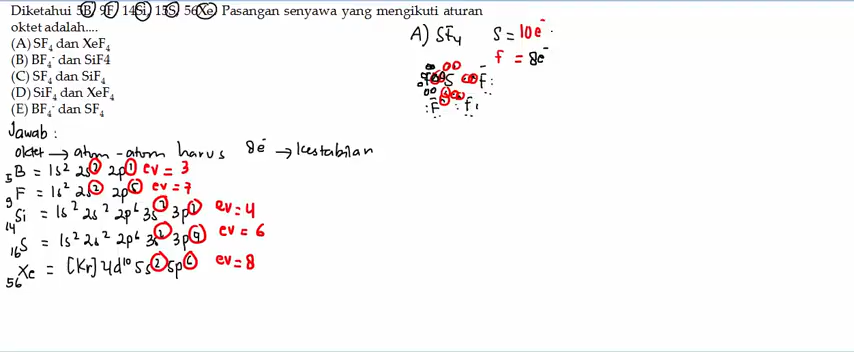 Diketahui 5B, 9F, 14Si, 15S, 56Xe. Pasangan senyawa yang mengikuti aturan
oktet adalah....
(A) SF₄ dan XeF₄
(B) BF₄⁻ dan SiF4
(C) SF₄ dan SiF₄
(D) SiF₄ dan XeF₄
(E) BF₄⁻ dan SF₄
Jawab :
oktet → atom-atom harus 8e⁻ → kestabilan
₅B = 1s² 2s² 2p¹ ev = 3
₉F = 1s² 2s² 2p⁵ ev = 7
₁₄Si = 1s² 2s² 2p⁶ 3s² 3p² ev = 4
₁₆S = 1s² 2s² 2p⁶ 3s² 3p⁴ ev = 6
₅₆Xe = [Kr] 4d¹⁰ 5s² 5p⁶ ev = 8
A) SF₄ S = 10e⁻
F = 8e⁻
F S F
F F